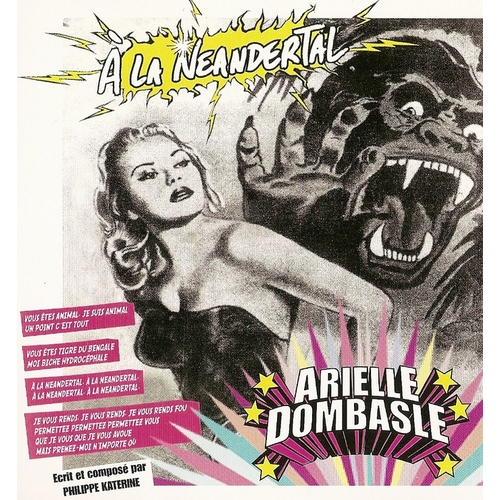 À LA NEANDERTAL
VOUS ÊTES ANIMAL. JE SUIS ANIMAL
UN POINT C'EST TOUT
VOUS ÊTES TIGRE DU BENGALE
MOI BICHE HYDROCÉPHALE
À LA NEANDERTAL. À LA NEANDERTAL.
À LA NEANDERTAL. À LA NEANDERTAL.
JE VOUS RENDS. JE VOUS RENDS. JE VOUS RENDS FOU
PERMETTEZ PERMETTEZ PERMETTEZ VOUS
QUE JE VOUS QUE JE VOUS AVOUE
MAIS PRENEZ-MOI N'IMPORTE OÙ
Ecrit et composé par
PHILIPPE KATERINE
ARIELLE
DOMBASLE